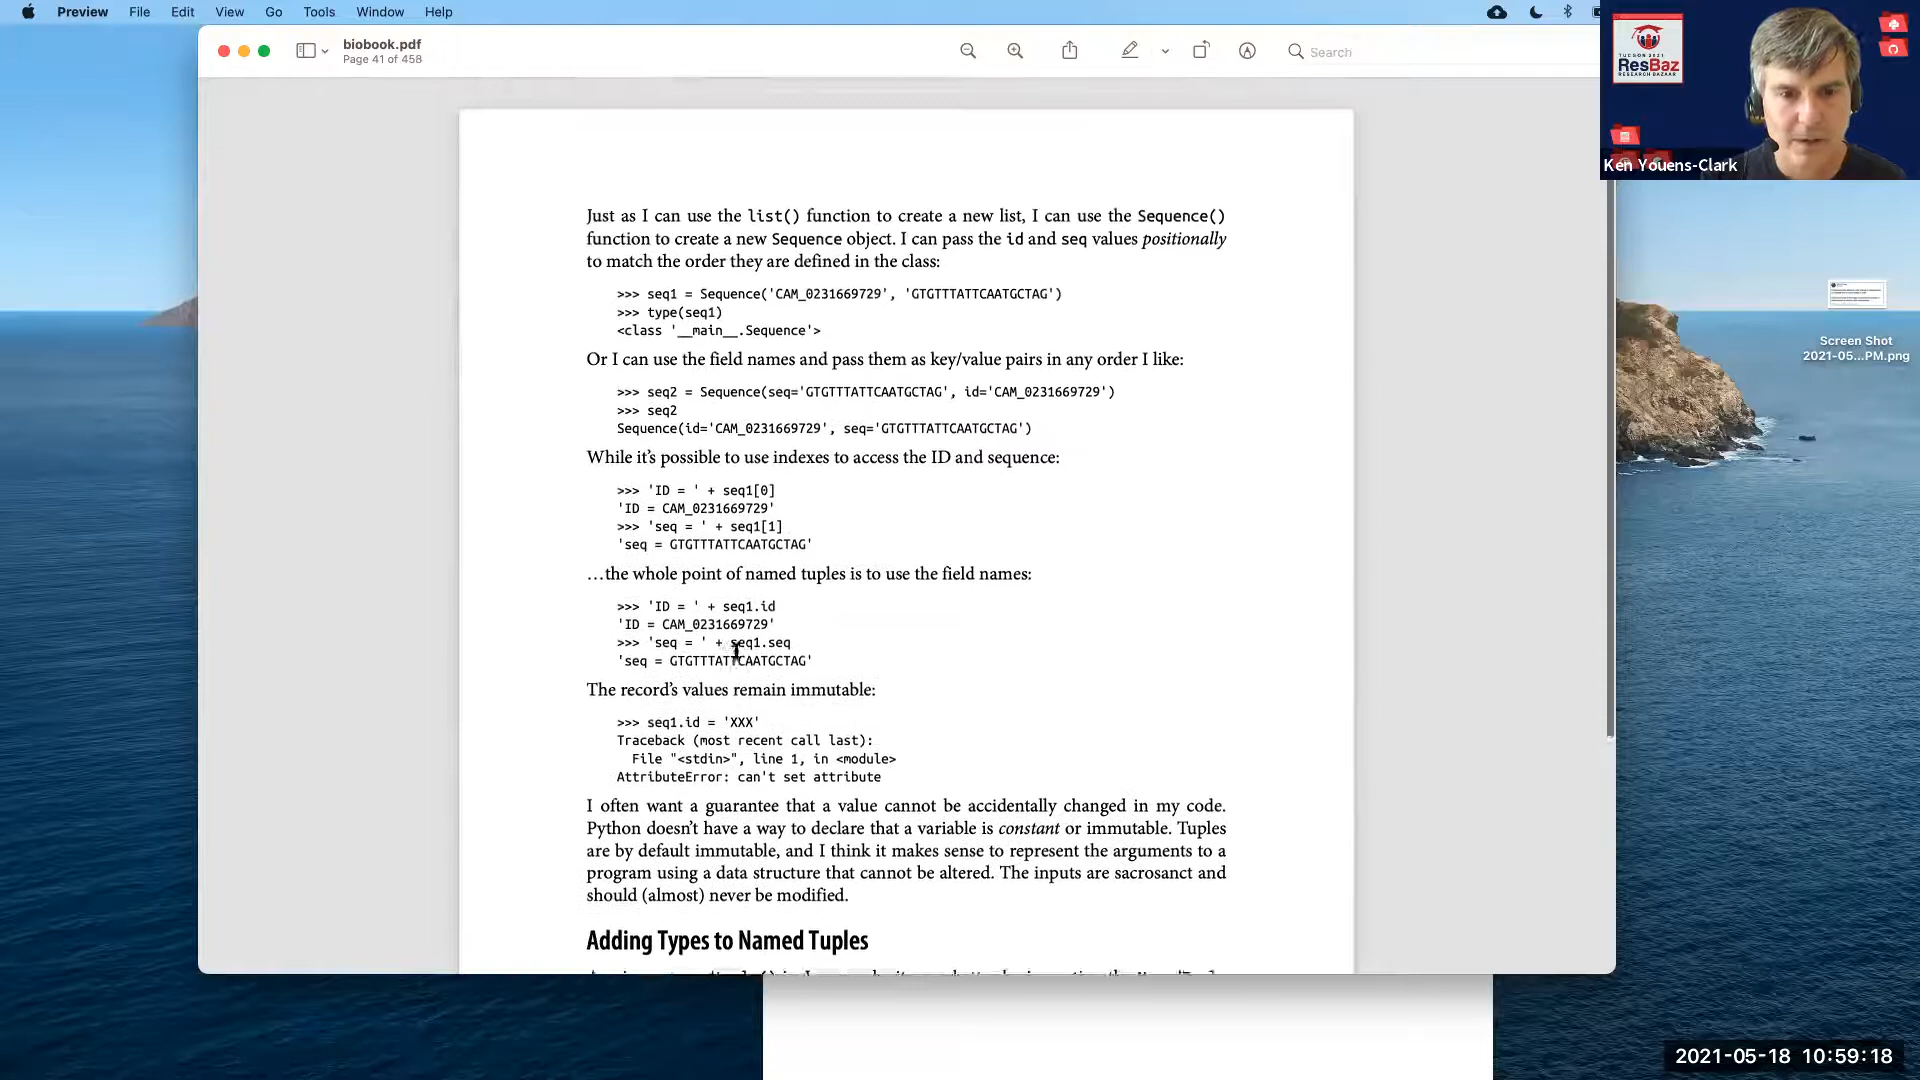 Preview File Edit View Go Tools Window Help
biobook.pdf
Page 41 of 458
Search
TUCSON 2021
ResBaz
RESEARCH BAZAAR
Ken Youens-Clark
Just as I can use the list() function to create a new list, I can use the Sequence()
function to create a new Sequence object. I can pass the id and seq values positionally
to match the order they are defined in the class:
>>> seq1 = Sequence('CAM_0231669729', 'GTGTTTATTCAATGCTAG')
>>> type(seq1)
<class '__main__.Sequence'>
Or I can use the field names and pass them as key/value pairs in any order I like:
>>> seq2 = Sequence(seq='GTGTTTATTCAATGCTAG', id='CAM_0231669729')
>>> seq2
Sequence(id='CAM_0231669729', seq='GTGTTTATTCAATGCTAG')
While it's possible to use indexes to access the ID and sequence:
>>> 'ID = ' + seq1[0]
'ID = CAM_0231669729'
>>> 'seq = ' + seq1[1]
'seq = GTGTTTATTCAATGCTAG'
…the whole point of named tuples is to use the field names:
>>> 'ID = ' + seq1.id
'ID = CAM_0231669729'
>>> 'seq = ' + seq1.seq
'seq = GTGTTTATTCAATGCTAG'
The record's values remain immutable:
>>> seq1.id = 'XXX'
Traceback (most recent call last):
File "<stdin>", line 1, in <module>
AttributeError: can't set attribute
I often want a guarantee that a value cannot be accidentally changed in my code.
Python doesn't have a way to declare that a variable is constant or immutable. Tuples
are by default immutable, and I think it makes sense to represent the arguments to a
program using a data structure that cannot be altered. The inputs are sacrosanct and
should (almost) never be modified.
Adding Types to Named Tuples
Screen Shot
2021-05...PM.png
2021-05-18 10:59:18